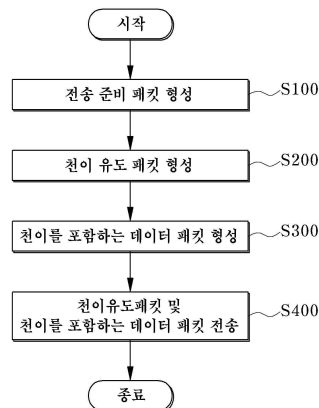 시작
전송 준비 패킷 형성
S100
천이 유도 패킷 형성
S200
천이를 포함하는 데이터 패킷 형성
S300
천이유도패킷 및
천이를 포함하는 데이터 패킷 전송
S400
종료